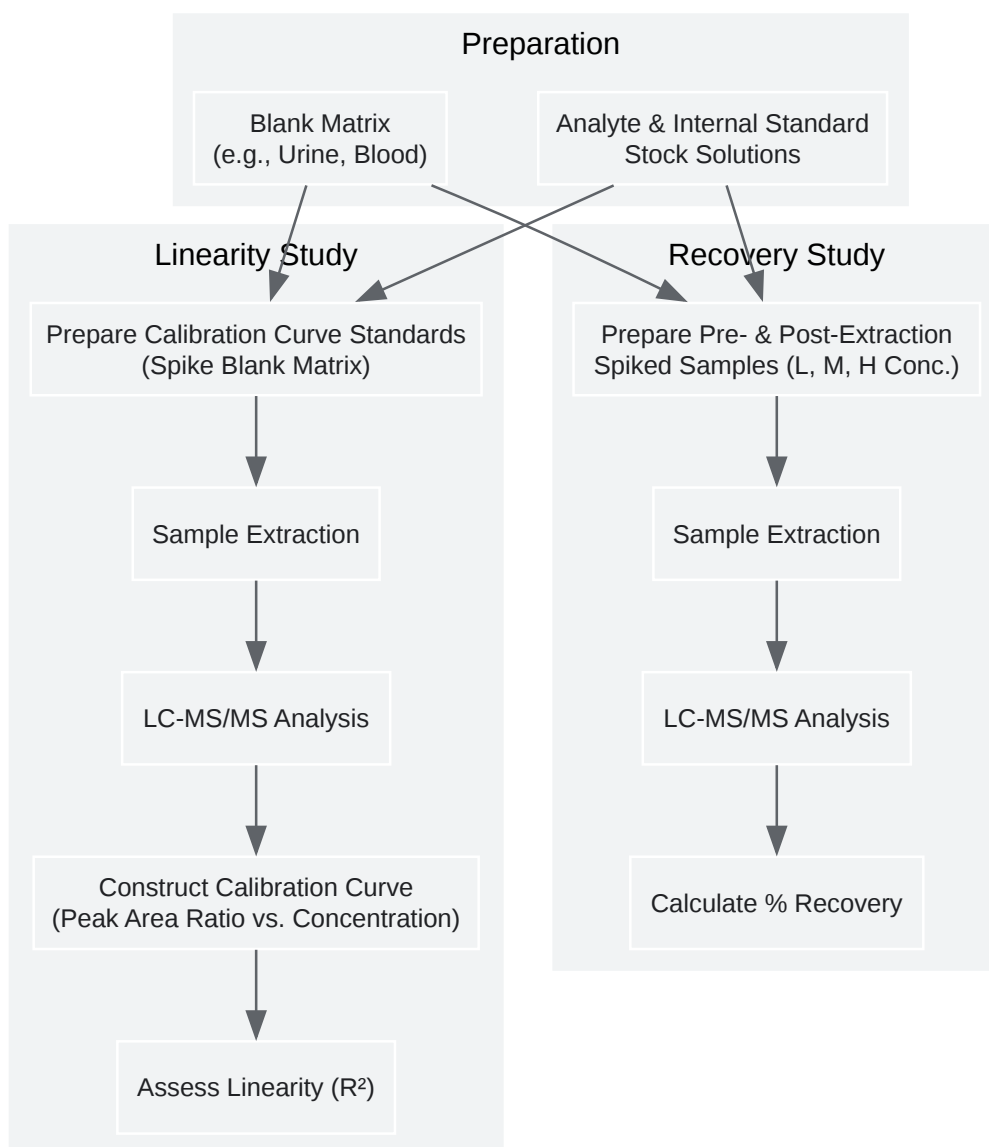 Preparation
Blank Matrix
(e.g., Urine, Blood)
Analyte & Internal Standard
Stock Solutions
Linearity Study
Prepare Calibration Curve Standards
(Spike Blank Matrix)
Sample Extraction
LC-MS/MS Analysis
Construct Calibration Curve
(Peak Area Ratio vs. Concentration)
Assess Linearity (R²)
Recovery Study
Prepare Pre- & Post-Extraction
Spiked Samples (L, M, H Conc.)
Sample Extraction
LC-MS/MS Analysis
Calculate % Recovery